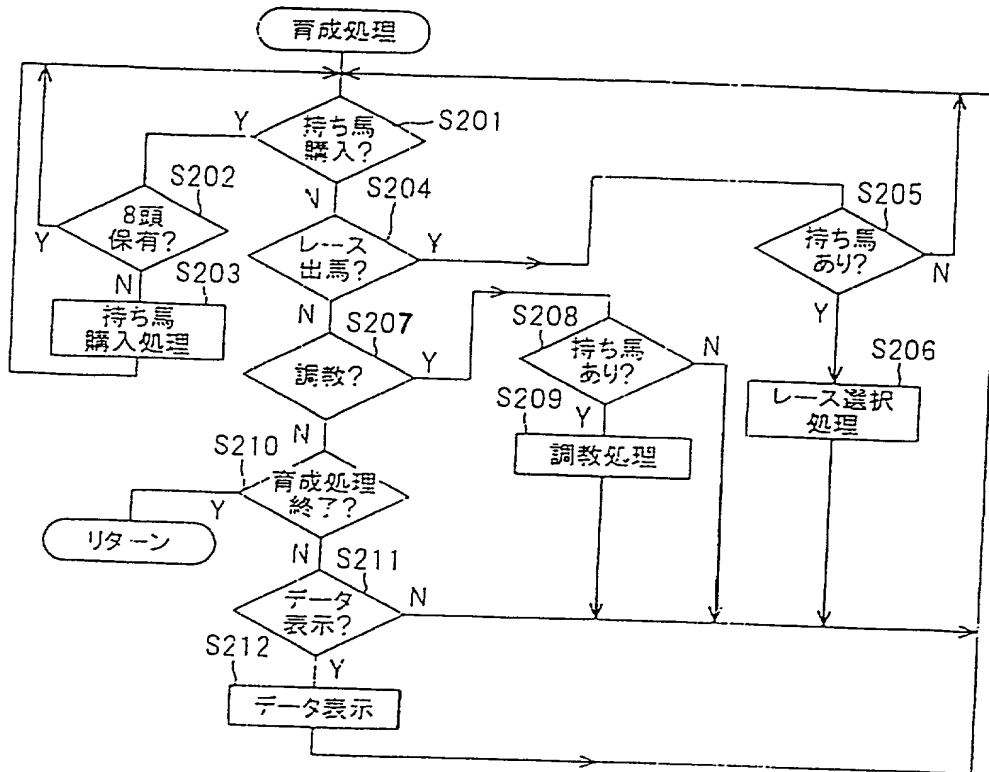 育成処理
S201
Y
持ち馬
購入?
N
S202
8頭
保有?
Y
N
S203
持ち馬
購入処理
S204
レース
出馬?
Y
N
S205
持ち馬
あり?
N
Y
S206
レース選択
処理
S207
調教?
Y
N
S208
持ち馬
あり?
N
Y
S209
調教処理
S210
育成処理
終了?
Y
リターン
N
S211
データ
表示?
N
Y
S212
データ表示